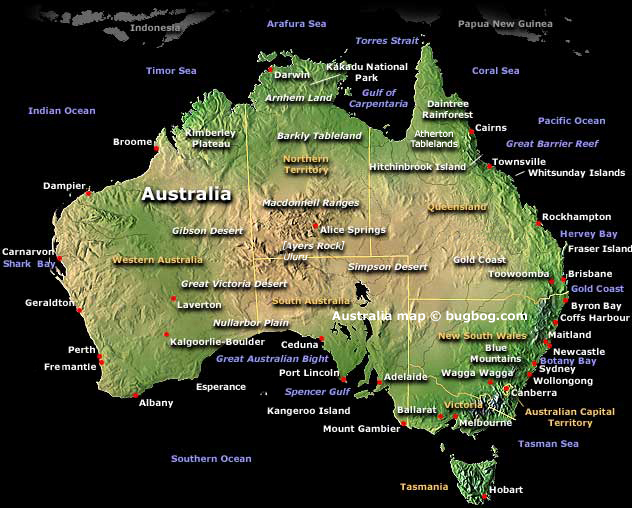 Arafura Sea
Papua New Guinea
Indonesia
Torres Strait
Timor Sea
Kakadu National
Park
Coral Sea
Darwin
Gulf of
Carpentaria
Arnhem Land
Daintree
Rainforest
Indian Ocean
Pacific Ocean
Kimberley
Plateau
Barkly Tableland
Atherton
Tablelands
Cairns
Great Barrier Reef
Broome
Northern
Territory
Hitchinbrook Island
Townsville
Whitsunday Islands
Dampier
Australia
Macdonnell Ranges
Queensland
Rockhampton
Alice Springs
Gibson Desert
Hervey Bay
[Ayers Rock]
Uluru
Fraser Island
Carnarvon
Shark Bay
Western Australia
Simpson Desert
Gold Coast
Toowoomba
Brisbane
Great Victoria Desert
Gold Coast
Geraldton
Laverton
South Australia
Byron Bay
Australia map © bugbog.com
Coffs Harbour
Nullarbor Plain
New South Wales
Maitland
Kalgoorlie-Boulder
Ceduna
Blue
Mountains
Newcastle
Perth
Great Australian Bight
Botany Bay
Fremantle
Port Lincoln
Adelaide
Wagga Wagga
Sydney
Wollongong
Esperance
Spencer Gulf
Canberra
Albany
Kangeroo Island
Ballarat
Victoria
Australian Capital
Territory
Mount Gambier
Melbourne
Tasman Sea
Southern Ocean
Tasmania
Hobart